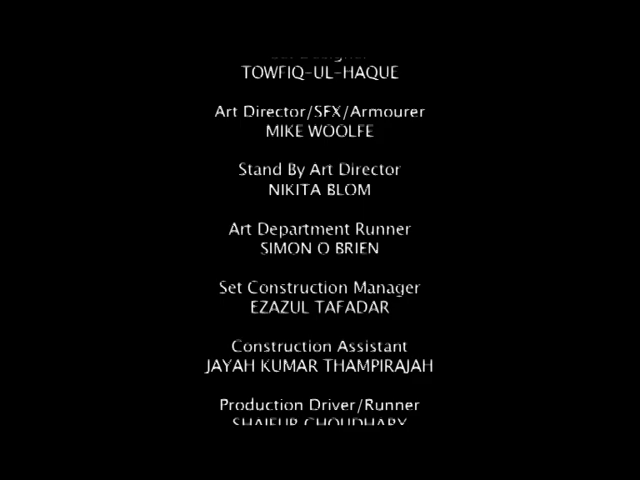 TOWFIQ-UL-HAQUE
Art Director/SFX/Armourer
MIKE WOOLFE
Stand By Art Director
NIKITA BLOM
Art Department Runner
SIMON O BRIEN
Set Construction Manager
EZAZUL TAFADAR
Construction Assistant
JAYAH KUMAR THAMPIRAJAH
Production Driver/Runner
CHOUDHARY